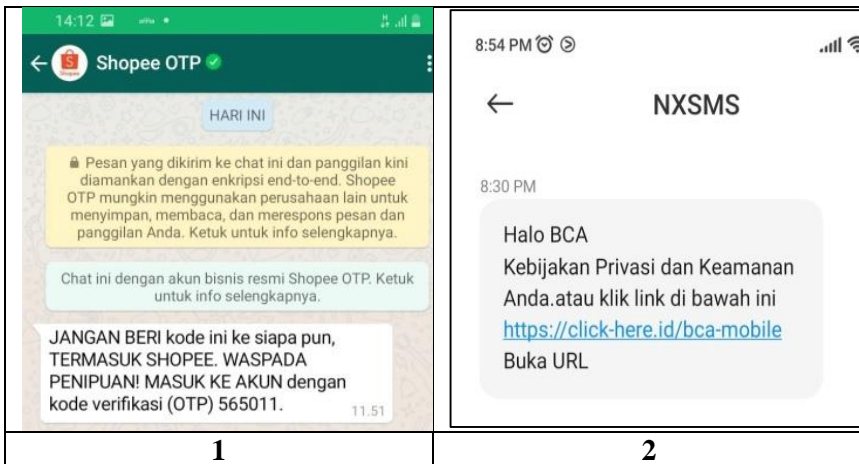 14:12
Shopee OTP
Shopee
HARI INI
Pesan yang dikirim ke chat ini dan panggilan kini
diamankan dengan enkripsi end-to-end. Shopee
OTP mungkin menggunakan perusahaan lain untuk
menyimpan, membaca, dan merespons pesan dan
panggilan Anda. Ketuk untuk info selengkapnya.
Chat ini dengan akun bisnis resmi Shopee OTP. Ketuk
untuk info selengkapnya.
JANGAN BERI kode ini ke siapa pun,
TERMASUK SHOPEE. WASPADA
PENIPUAN! MASUK KE AKUN dengan
kode verifikasi (OTP) 565011.
11.51
1
8:54 PM
NXSMS
8:30 PM
Halo BCA
Kebijakan Privasi dan Keamanan
Anda.atau klik link di bawah ini
https://click-here.id/bca-mobile
Buka URL
2